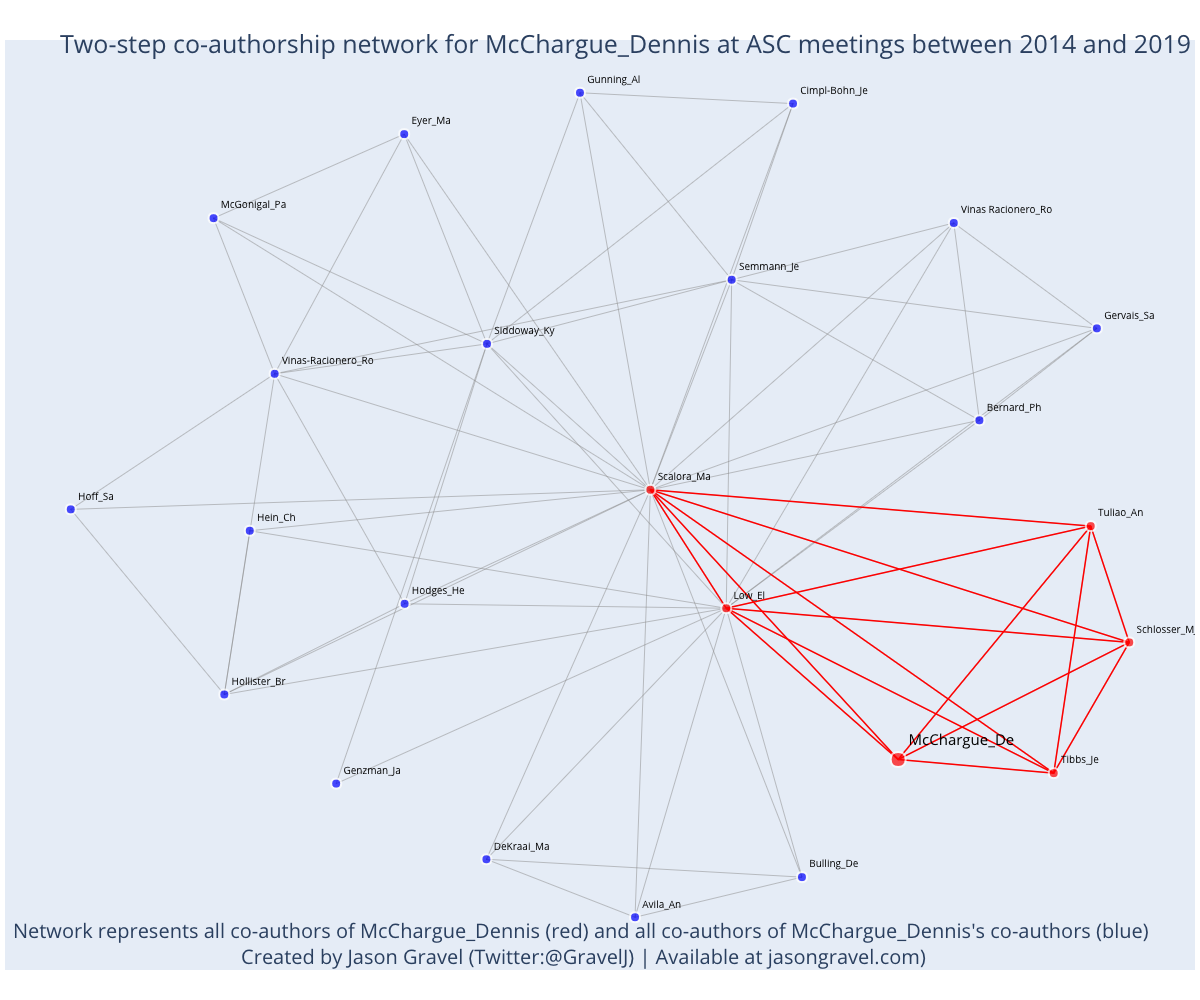 Two-step co-authorship network for McChargue_Dennis at ASC meetings between 2014 and 2019
Gunning_Al
Cimpl-Bohn_Je
Eyer_Ma
McGonigal_Pa
Vinas Racionero_Ro
Semmann_Je
Gervais_Sa
Siddoway_Ky
Vinas-Racionero_Ro
Bernard_Ph
Scalora_Ma
Hoff_Sa
Tuliao_An
Hein_Ch
Hodges_He
Low_El
Schlosser_M
Hollister_Br
McChargue_De
Tibbs_Je
Genzman_Ja
DeKraai_Ma
Bulling_De
Avila_An
Network represents all co-authors of McChargue_Dennis (red) and all co-authors of McChargue_Dennis's co-authors (blue)
Created by Jason Gravel (Twitter:@GravelJ) | Available at jasongravel.com)